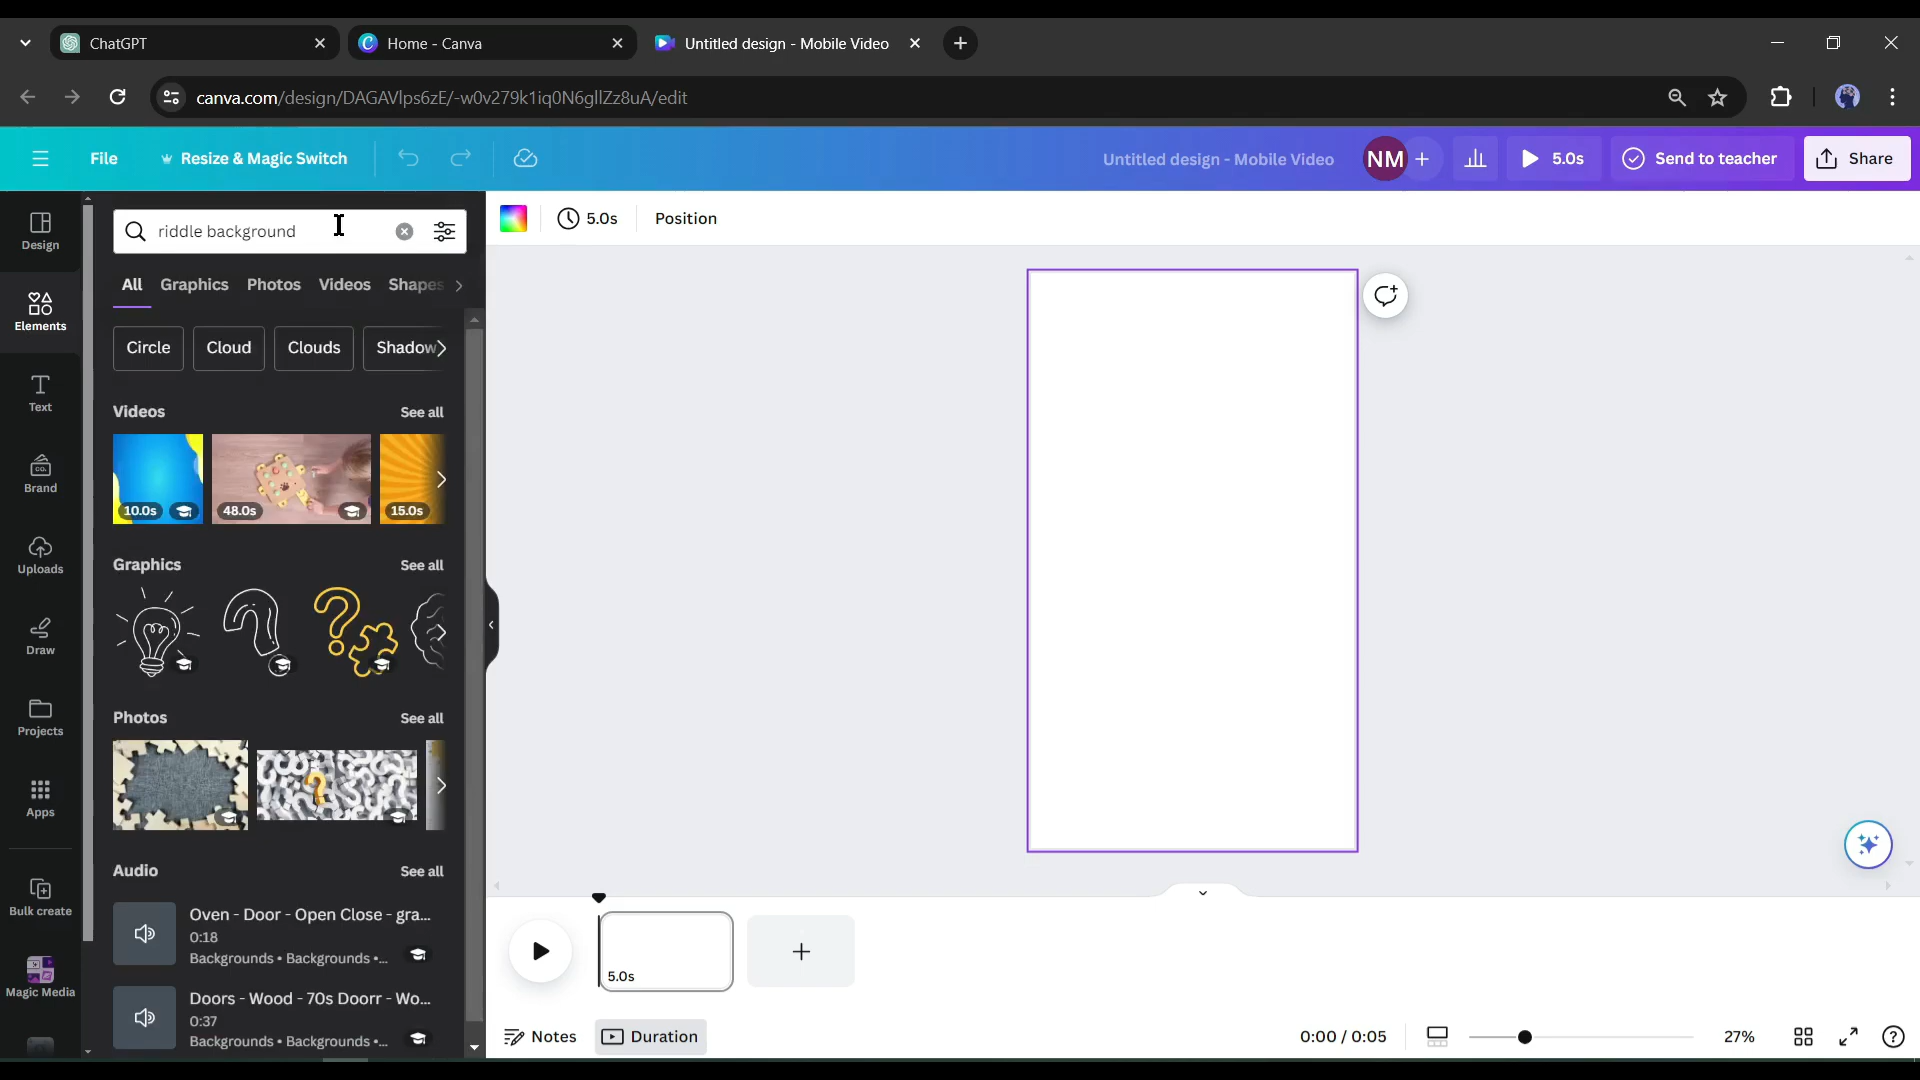 ChatGPT
Home - Canva
Untitled design - Mobile Video
canva.com/design/DAGAVlps6zE/-w0v279k1iq0N6gllZz8uA/edit
File
Resize & Magic Switch
Untitled design - Mobile Video
NM
5.0s
Send to teacher
Share
Design
Elements
Text
CO.
Brand
Uploads
Draw
Projects
Apps
Bulk create
Magic Media
riddle background
All
Graphics
Photos
Videos
Shapes
Circle
Cloud
Clouds
Shadow
Videos
See all
10.0s
48.0s
15.0s
Graphics
See all
Photos
See all
Audio
See all
Oven - Door - Open Close - gra...
0:18
Backgrounds • Backgrounds •...
Doors - Wood - 70s Doorr - Wo...
0:37
Backgrounds • Backgrounds •...
5.0s
Position
5.0s
Notes
Duration
0:00 / 0:05
27%